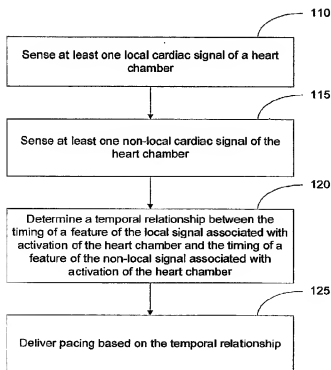 110
Sense at least one local cardiac signal of a heart
chamber
115
Sense at least one non-local cardiac signal of the
heart chamber
120
Determine a temporal relationship between the
timing of a feature of the local signal associated with
activation of the heart chamber and the timing of a
feature of the non-local signal associated with
activation of the heart chamber
125
Deliver pacing based on the temporal relationship